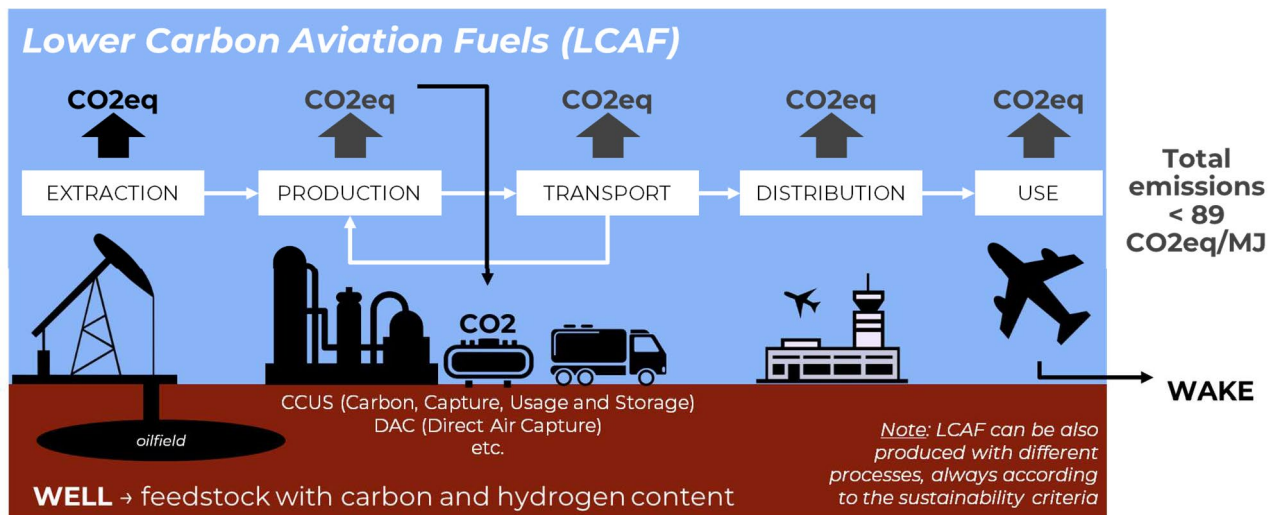 Lower Carbon Aviation Fuels (LCAF)
CO2eq
CO2eq
CO2eq
CO2eq
CO2eq
EXTRACTION
PRODUCTION
TRANSPORT
DISTRIBUTION
USE
Total
emissions
< 89
CO2eq/MJ
CO2
WAKE
oilfield
CCUS (Carbon, Capture, Usage and Storage)
DAC (Direct Air Capture)
etc.
Note: LCAF can be also
produced with different
processes, always according
to the sustainability criteria
WELL → feedstock with carbon and hydrogen content